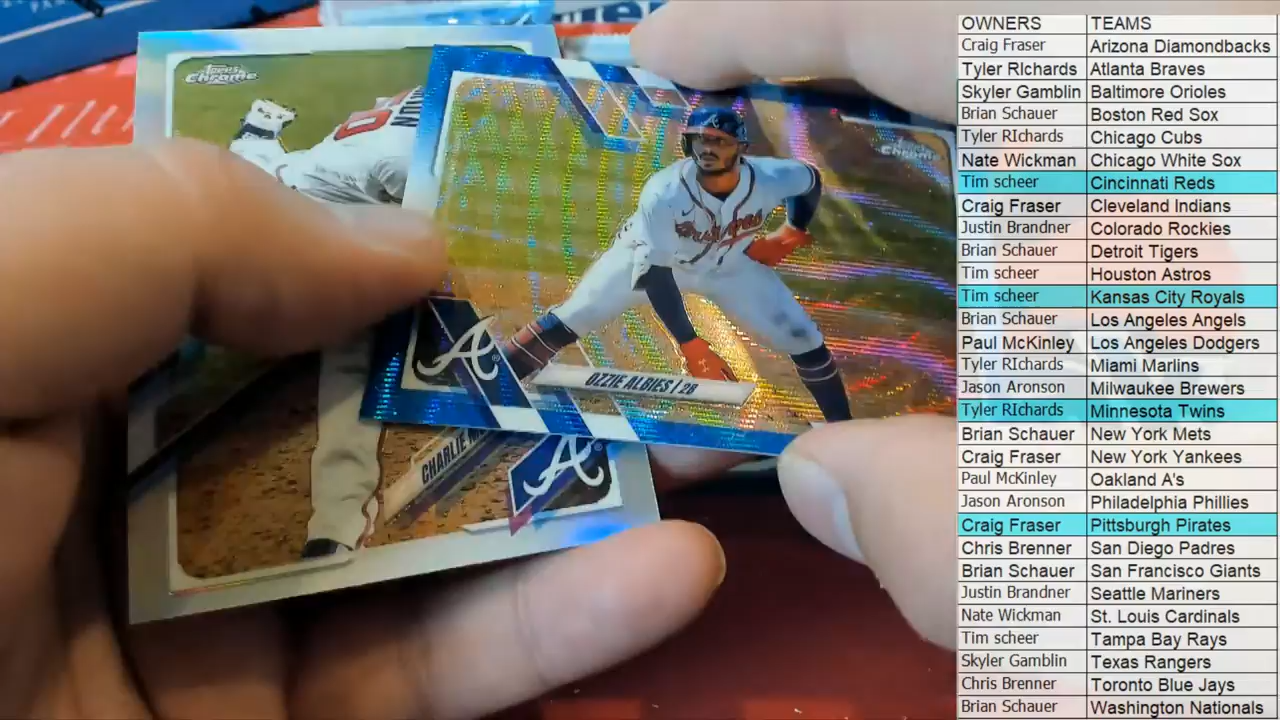 Topps
Chrome
Chrome
Braves
OZZIE ALBIES | 2B
CHARLIE
OWNERS TEAMS
Craig Fraser Arizona Diamondbacks
Tyler RIchards Atlanta Braves
Skyler Gamblin Baltimore Orioles
Brian Schauer Boston Red Sox
Tyler RIchards Chicago Cubs
Nate Wickman Chicago White Sox
Tim scheer Cincinnati Reds
Craig Fraser Cleveland Indians
Justin Brandner Colorado Rockies
Brian Schauer Detroit Tigers
Tim scheer Houston Astros
Tim scheer Kansas City Royals
Brian Schauer Los Angeles Angels
Paul McKinley Los Angeles Dodgers
Tyler RIchards Miami Marlins
Jason Aronson Milwaukee Brewers
Tyler RIchards Minnesota Twins
Brian Schauer New York Mets
Craig Fraser New York Yankees
Paul McKinley Oakland A's
Jason Aronson Philadelphia Phillies
Craig Fraser Pittsburgh Pirates
Chris Brenner San Diego Padres
Brian Schauer San Francisco Giants
Justin Brandner Seattle Mariners
Nate Wickman St. Louis Cardinals
Tim scheer Tampa Bay Rays
Skyler Gamblin Texas Rangers
Chris Brenner Toronto Blue Jays
Brian Schauer Washington Nationals